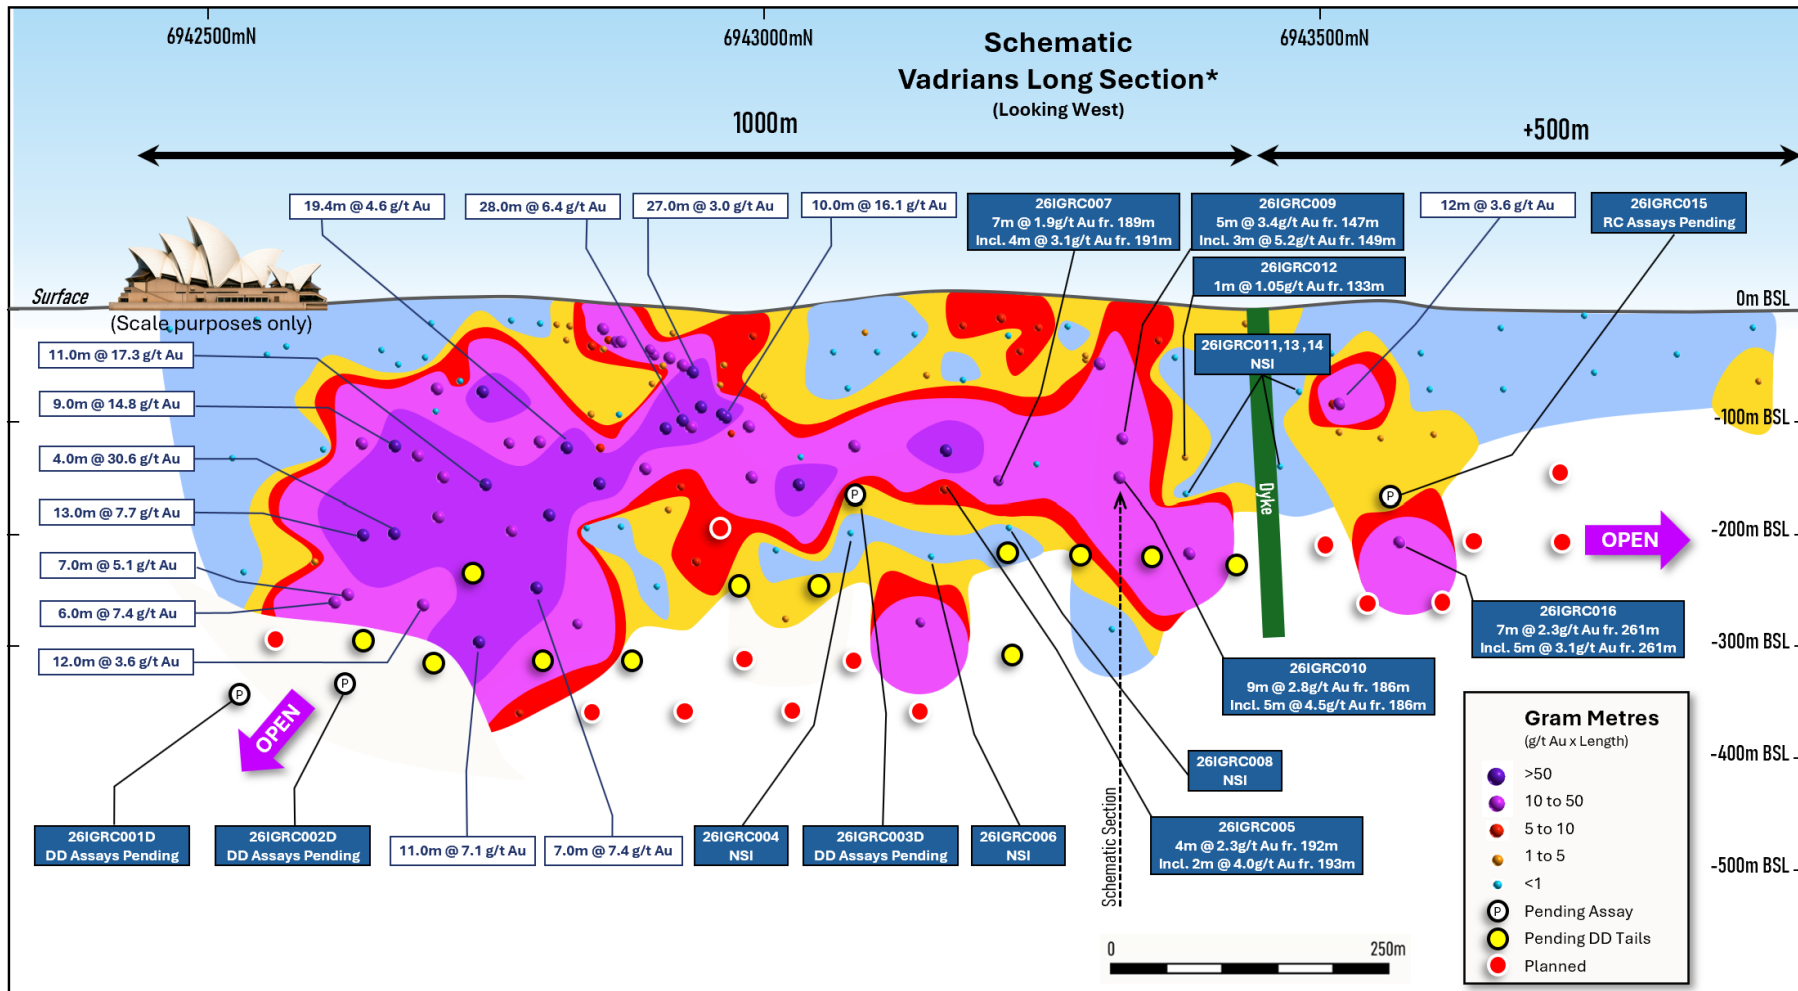 6942500mN
6943000mN
6943500mN
Schematic
Vadrians Long Section*
(Looking West)
1000m
+500m
19.4m @ 4.6 g/t Au
28.0m @ 6.4 g/t Au
27.0m @ 3.0 g/t Au
10.0m @ 16.1 g/t Au
26IGRC007
7m @ 1.9g/t Au fr. 189m
Incl. 4m @ 3.1g/t Au fr. 191m
26IGRC009
5m @ 3.4g/t Au fr. 147m
Incl. 3m @ 5.2g/t Au fr. 149m
12m @ 3.6 g/t Au
26IGRC015
RC Assays Pending
26IGRC012
1m @ 1.05g/t Au fr. 133m
Surface
(Scale purposes only)
0m BSL
26IGRC011,13 ,14
NSI
11.0m @ 17.3 g/t Au
9.0m @ 14.8 g/t Au
-100m BSL
4.0m @ 30.6 g/t Au
P
P
Dyke
13.0m @ 7.7 g/t Au
-200m BSL
OPEN
7.0m @ 5.1 g/t Au
6.0m @ 7.4 g/t Au
26IGRC016
7m @ 2.3g/t Au fr. 261m
Incl. 5m @ 3.1g/t Au fr. 261m
-300m BSL
12.0m @ 3.6 g/t Au
P
P
OPEN
26IGRC010
9m @ 2.8g/t Au fr. 186m
Incl. 5m @ 4.5g/t Au fr. 186m
26IGRC008
NSI
-400m BSL
Schematic Section
26IGRC001D
DD Assays Pending
26IGRC002D
DD Assays Pending
11.0m @ 7.1 g/t Au
7.0m @ 7.4 g/t Au
26IGRC004
NSI
26IGRC003D
DD Assays Pending
26IGRC006
NSI
26IGRC005
4m @ 2.3g/t Au fr. 192m
Incl. 2m @ 4.0g/t Au fr. 193m
-500m BSL
Gram Metres
(g/t Au x Length)
>50
10 to 50
5 to 10
1 to 5
<1
P
Pending Assay
Pending DD Tails
Planned
0
250m